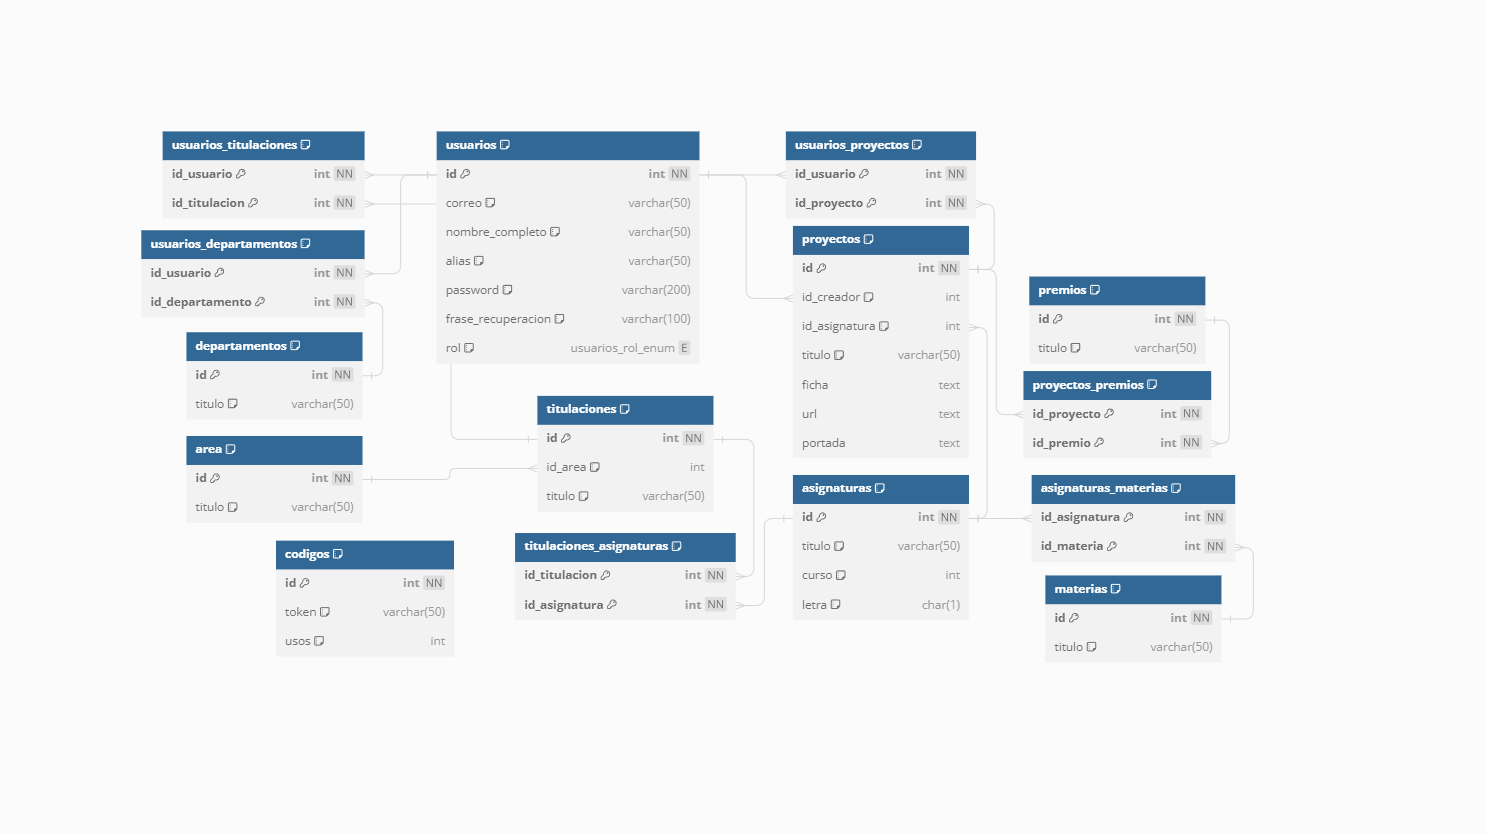 usuarios_titulaciones
id_usuario int NN
id_titulacion int NN
usuarios_departamentos
id_usuario int NN
id_departamento int NN
departamentos
id int NN
titulo varchar(50)
area
id int NN
titulo varchar(50)
codigos
id int NN
token varchar(50)
usos int
usuarios
id int NN
correo varchar(50)
nombre_completo varchar(50)
alias varchar(50)
password varchar(200)
frase_recuperacion varchar(100)
rol usuarios_rol_enum E
titulaciones
id int NN
id_area int
titulo varchar(50)
titulaciones_asignaturas
id_titulacion int NN
id_asignatura int NN
usuarios_proyectos
id_usuario int NN
id_proyecto int NN
proyectos
id int NN
id_creador int
id_asignatura int
titulo varchar(50)
ficha text
url text
portada text
asignaturas
id int NN
titulo varchar(50)
curso int
letra char(1)
premios
id int NN
titulo varchar(50)
proyectos_premios
id_proyecto int NN
id_premio int NN
asignaturas_materias
id_asignatura int NN
id_materia int NN
materias
id int NN
titulo varchar(50)